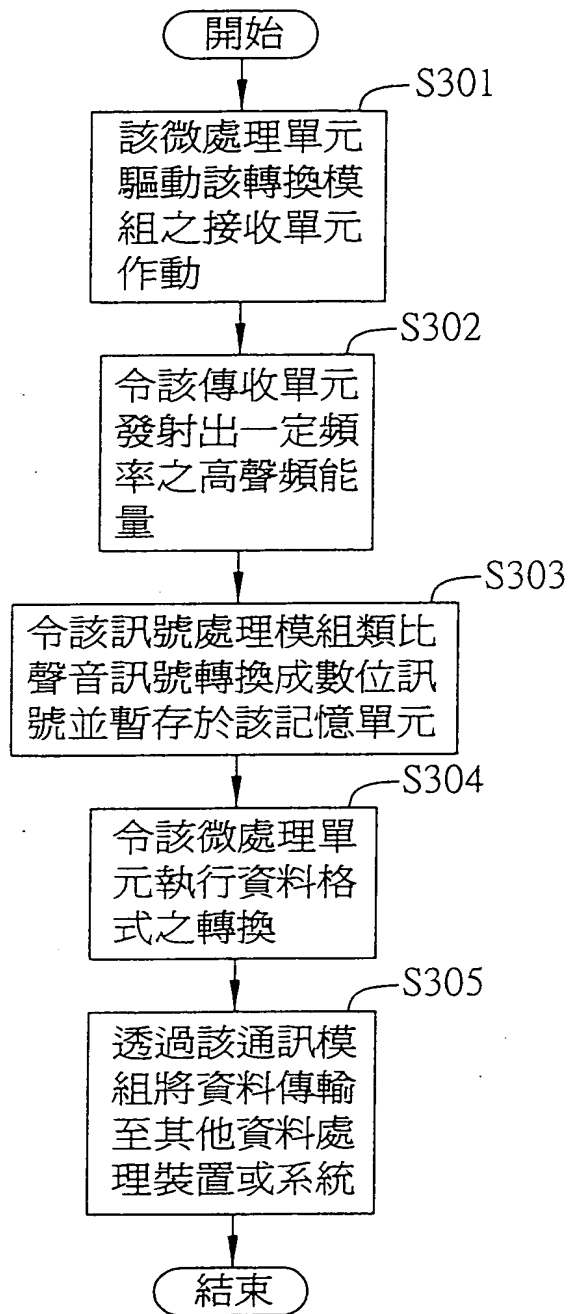 開始
S301
該微處理單元
驅動該轉換模
組之接收單元
作動
S302
令該傳收單元
發射出一定頻
率之高聲頻能
量
S303
令該訊號處理模組類比
聲音訊號轉換成數位訊
號並暫存於該記憶單元
S304
令該微處理單
元執行資料格
式之轉換
S305
透過該通訊模
組將資料傳輸
至其他資料處
理裝置或系統
結束